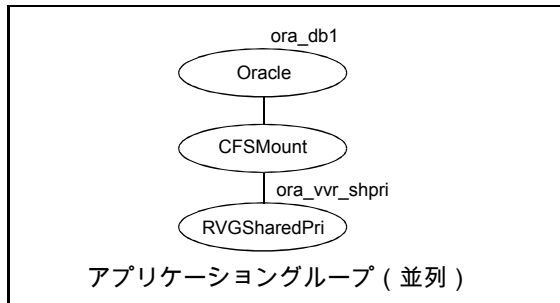 ora_db1
Oracle
CFSMount
ora_vvr_shpri
RVGSharedPri
アプリケーショングループ（並列）